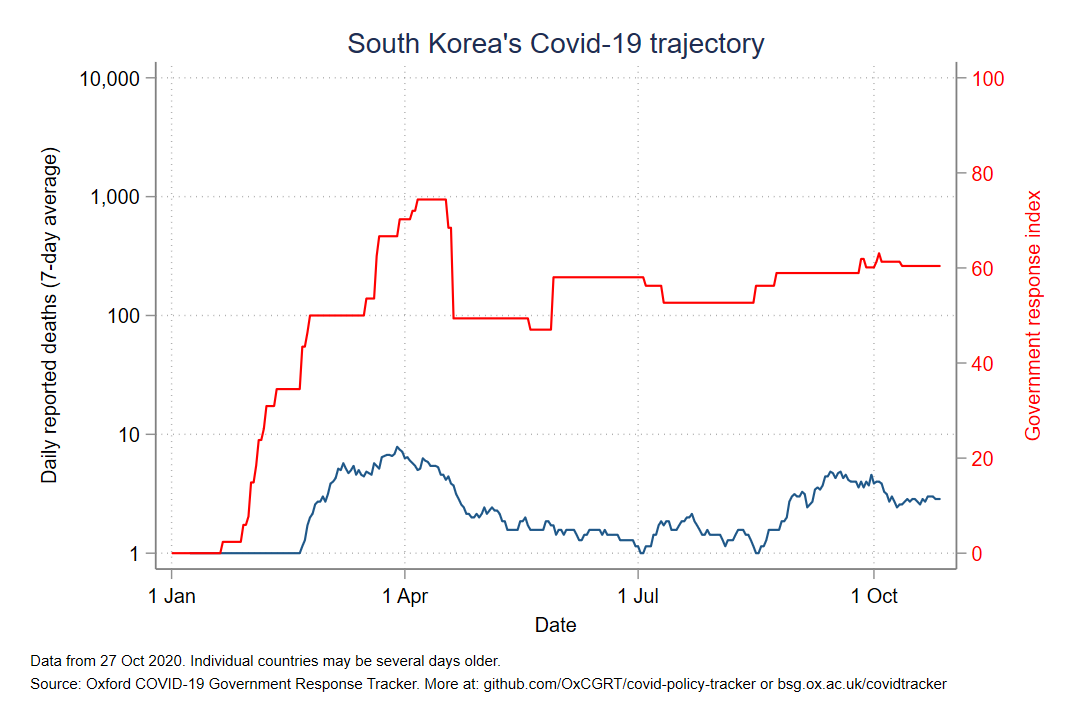 South Korea's Covid-19 trajectory
Daily reported deaths (7-day average)
10,000
1,000
100
10
1
100
80
60
40
20
0
Government response index
1 Jan
1 Apr
1 Jul
1 Oct
Date
Data from 27 Oct 2020. Individual countries may be several days older.
Source: Oxford COVID-19 Government Response Tracker. More at: github.com/OxCGRT/covid-policy-tracker or bsg.ox.ac.uk/covidtracker